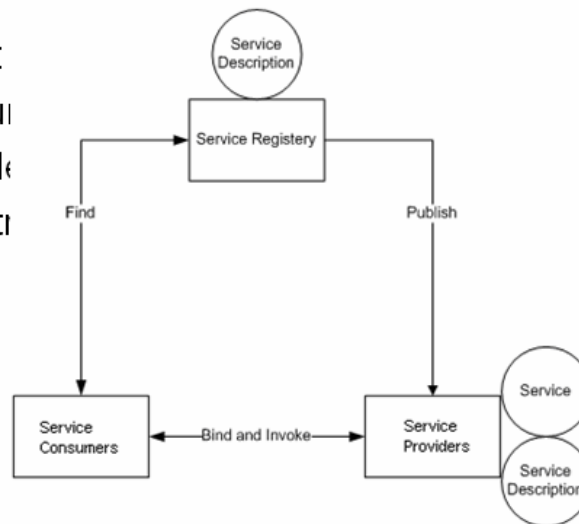 Service
Description
Service Registery
Find
Publish
Service
Consumers
Bind and Invoke
Service
Providers
Service
Service
Description